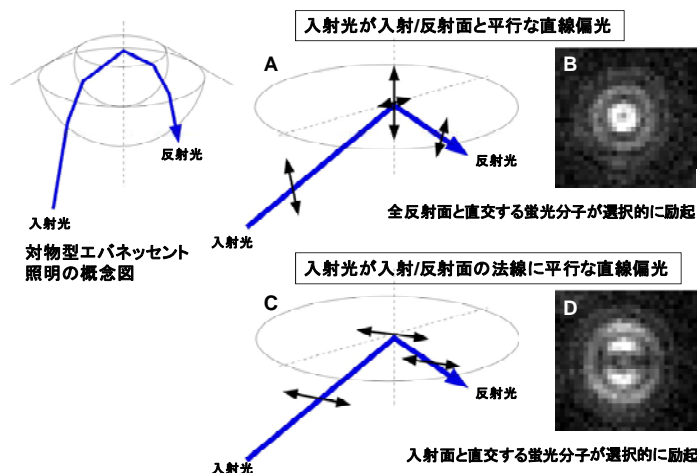 入射光が入射/反射面と平行な直線偏光
A
B
反射光
入射光
反射光
入射光
全反射面と直交する蛍光分子が選択的に励起
対物型エバネッセント
照明の概念図
入射光が入射/反射面の法線に平行な直線偏光
C
D
反射光
入射光
入射面と直交する蛍光分子が選択的に励起